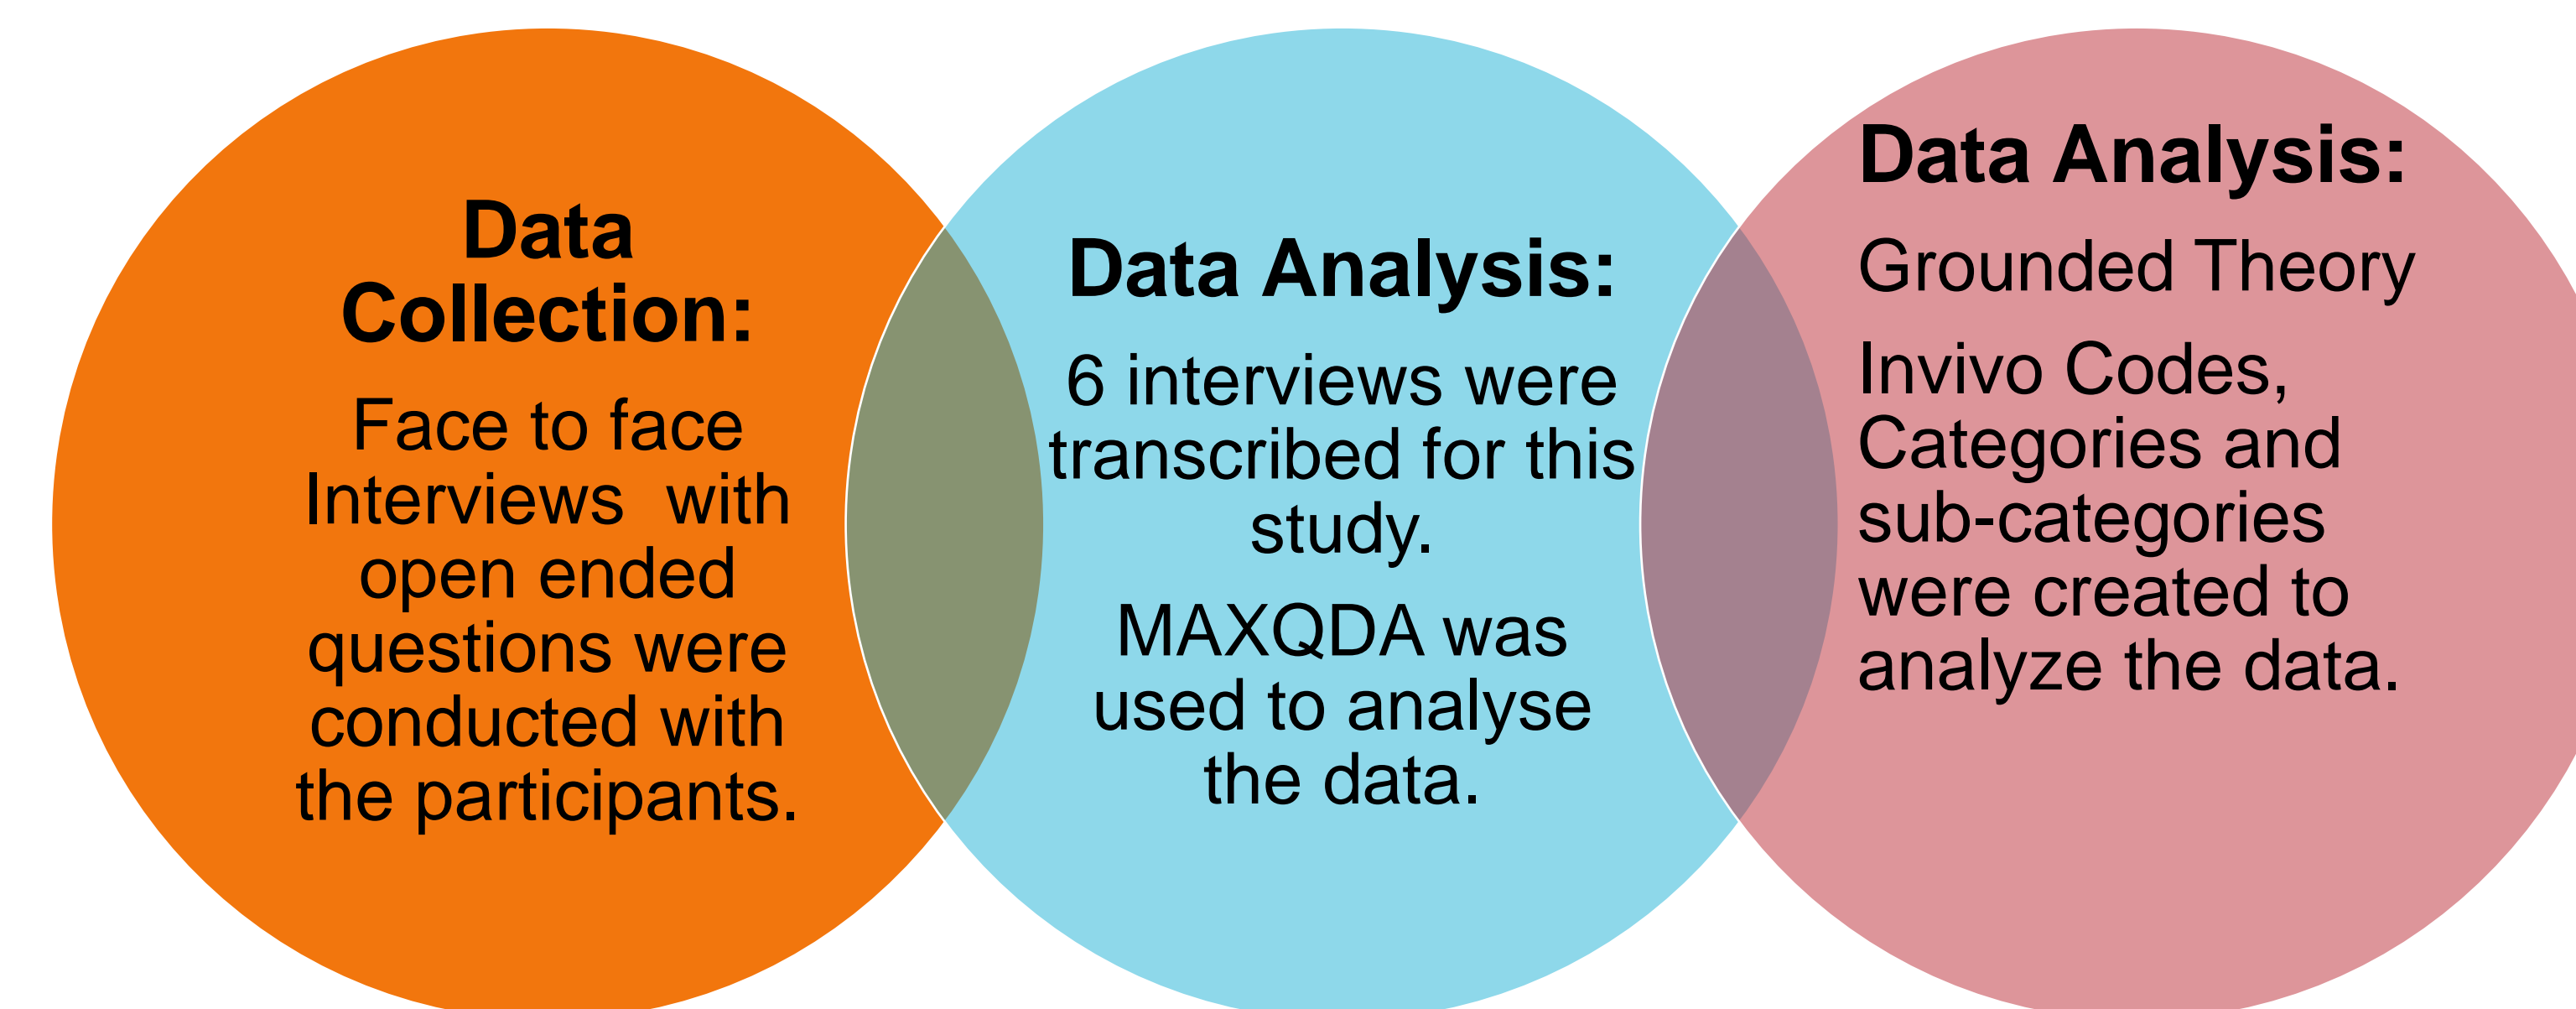 Data
Collection:
Face to face
Interviews  with
open ended
questions were
conducted with
the participants.
Data Analysis:
6 interviews were
transcribed for this
study.
MAXQDA was
used to analyse
the data.
Data Analysis:
Grounded Theory
Invivo Codes,
Categories and
sub-categories
were created to
analyze the data.